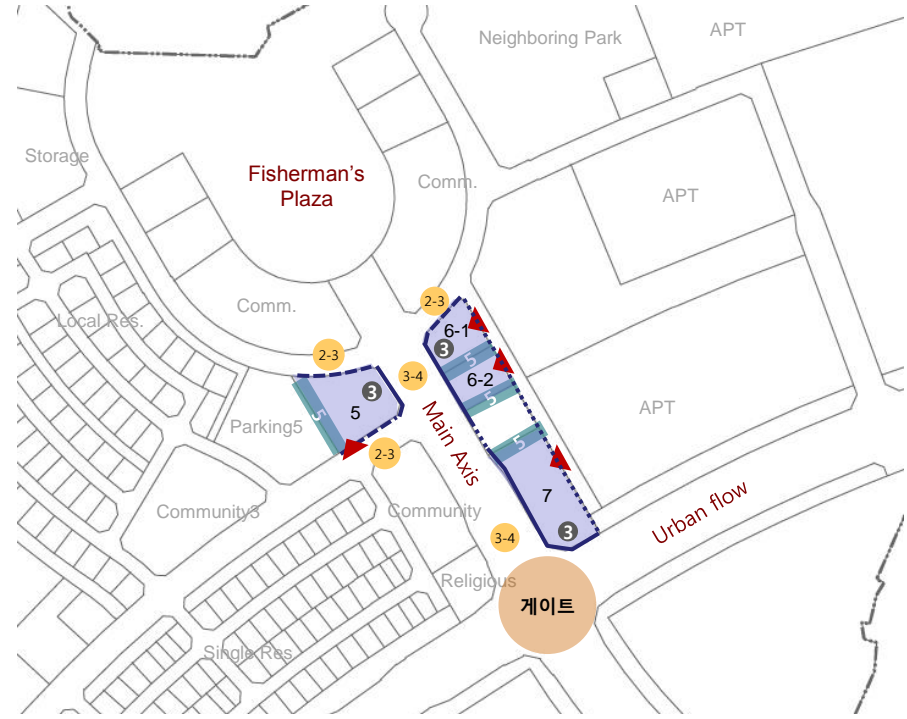 Neighboring Park
APT
Storage
Fisherman's
Plaza
Comm.
APT
Comm.
2-3
6-1
Local Res.
3
2-3
5
3-4
6-2
3
5
5
5
Main Axis
APT
Parking5
2-3
5
7
Community3
Community
Urban flow
3-4
3
Religious
게이트
Single Res.